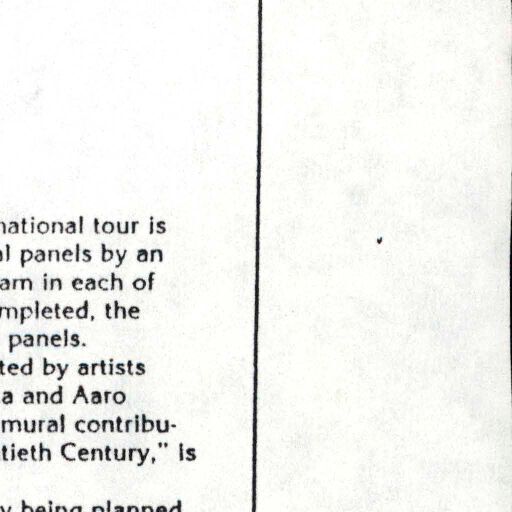 national tour is
al panels by an
am in each of
mpleted, the
panels.
ted by artists
a and Aaro
mural contribu-
tieth Century," is
y being planned